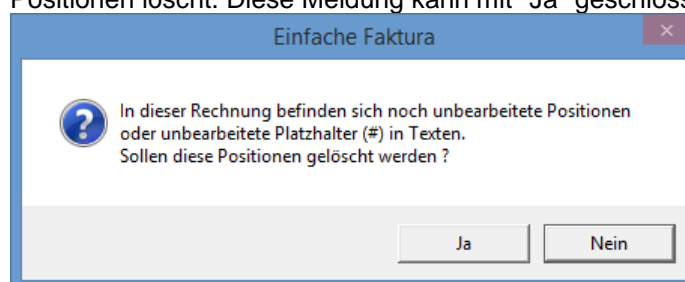 Positionen löscht. Diese Meldung kann mit "Ja" geschloss
Einfache Faktura
In dieser Rechnung befinden sich noch unbearbeitete Positionen
oder unbearbeitete Platzhalter (#) in Texten.
Sollen diese Positionen gelöscht werden ?
Ja
Nein